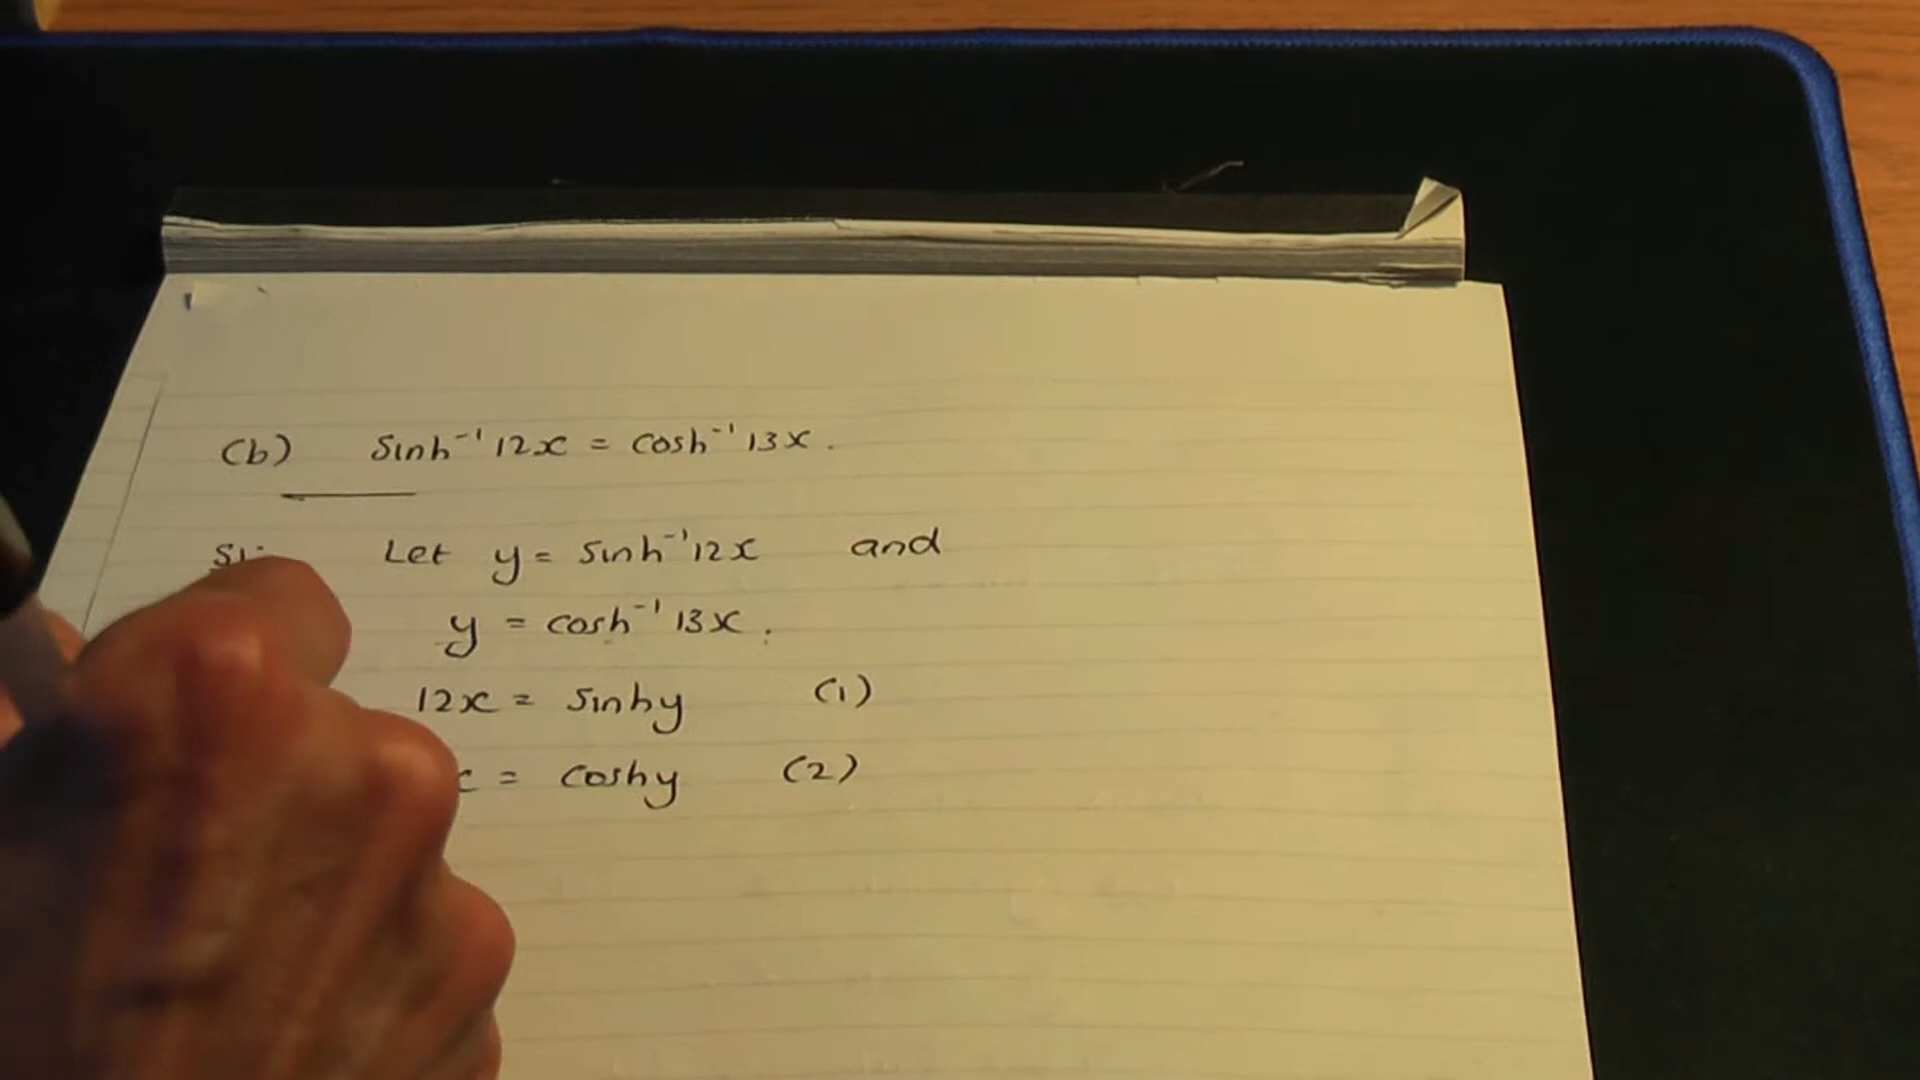 (b) sinh⁻¹ 12x = cosh⁻¹ 13x.
Let y = sinh⁻¹ 12x and
y = cosh⁻¹ 13x.
12x = sinhy (1)
= coshy (2)